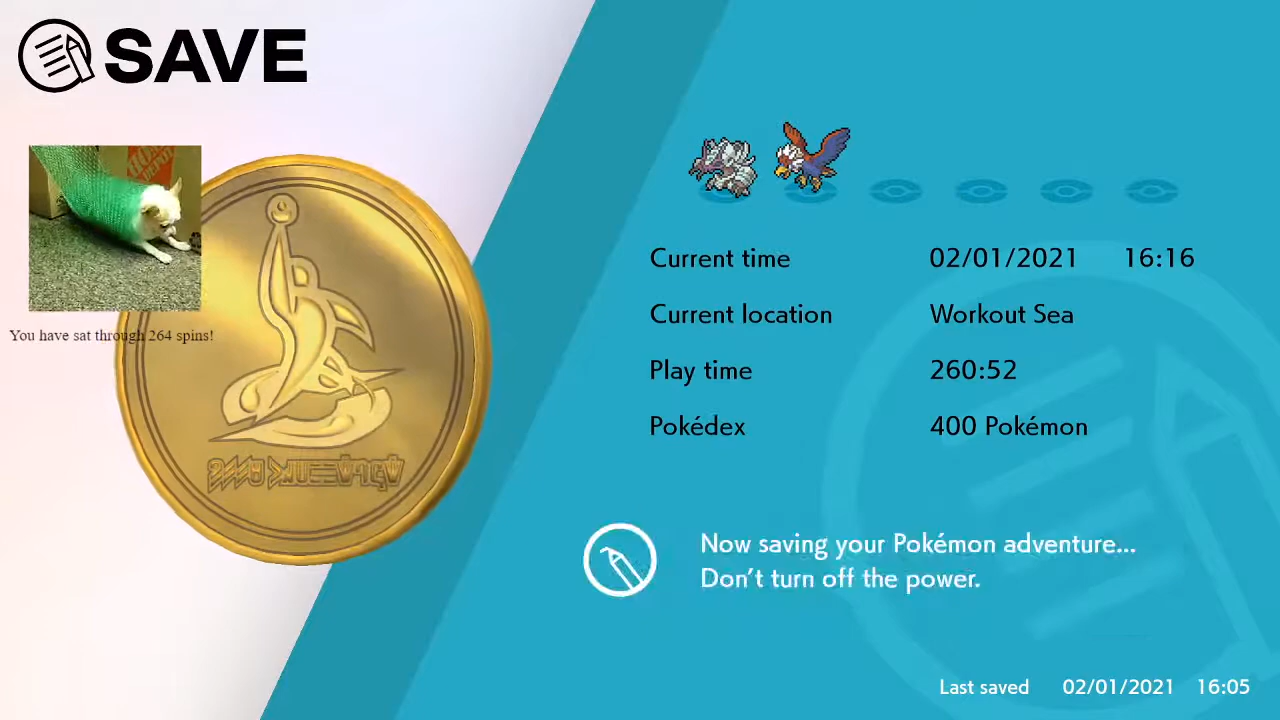 SAVE
HOME DEPOT
You have sat through 264 spins!
Current time 02/01/2021 16:16
Current location Workout Sea
Play time 260:52
Pokédex 400 Pokémon
Now saving your Pokémon adventure...
Don't turn off the power.
Last saved 02/01/2021 16:05